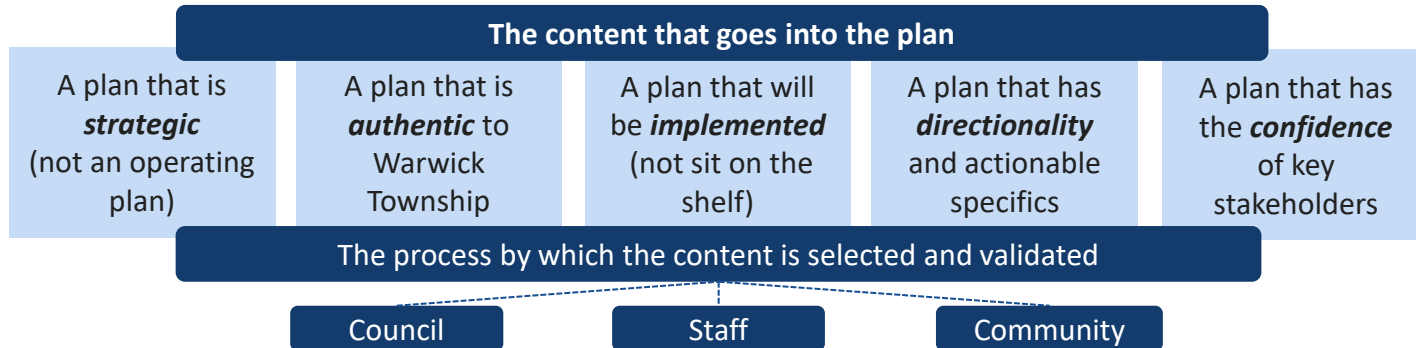 The content that goes into the plan
A plan that is
strategic
(not an operating
plan)
A plan that is
authentic to
Warwick
Township
A plan that will
be implemented
(not sit on the
shelf)
A plan that has
directionality
and actionable
specifics
A plan that has
the confidence
of key
stakeholders
The process by which the content is selected and validated
Council
Staff
Community